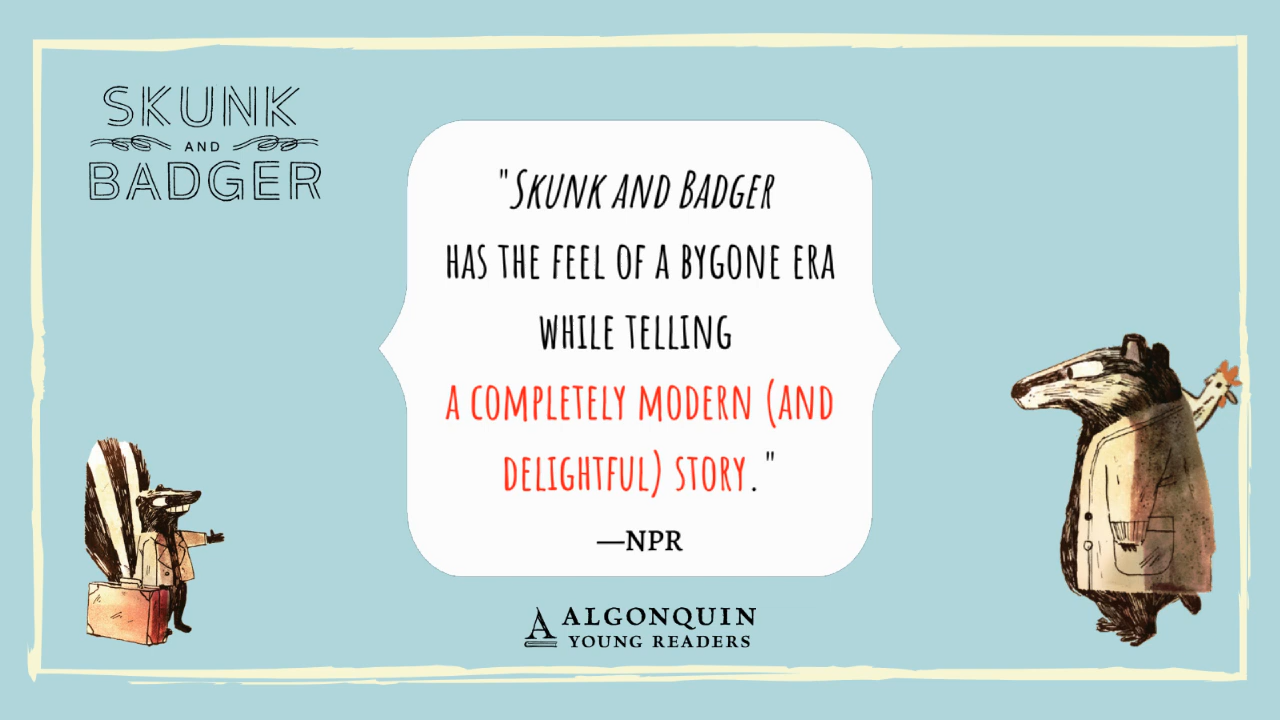 SKUNK
AND
BADGER
"SKUNK AND BADGER
HAS THE FEEL OF A BYGONE ERA
WHILE TELLING
A COMPLETELY MODERN (AND
DELIGHTFUL) STORY."
—NPR
ALGONQUIN
YOUNG READERS